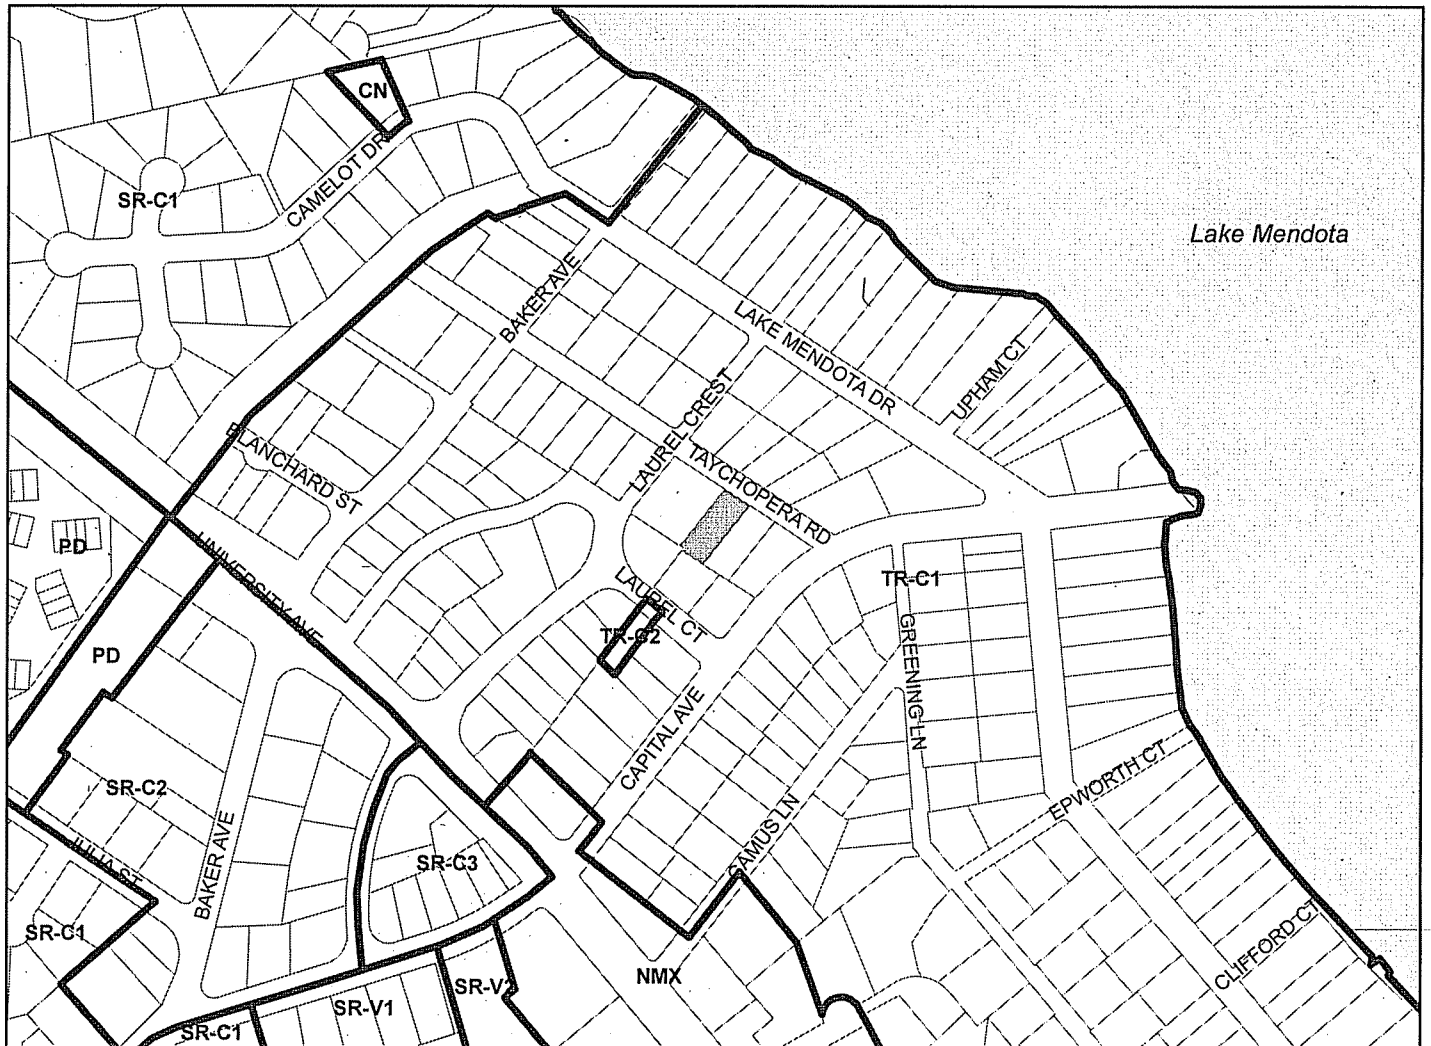 CN
SR-C1
CAMELOT DR
Lake Mendota
BAKER AVE
LAKE MENDOTA DR
UPHAM CT
LAUREL CREST
BLANCHARD ST
TAYCHOPERA RD
PD
UNIVERSITY AVE
LAUREL CT
TR-C1
TR-C2
GREENING LN
PD
CAPITAL AVE
SR-C2
EPWORTH CT
JULIA ST
BAKER AVE
SR-C3
CAMUS LN
SR-C1
CLIFFORD CT
NMX
SR-V2
SR-V1
SR-C1